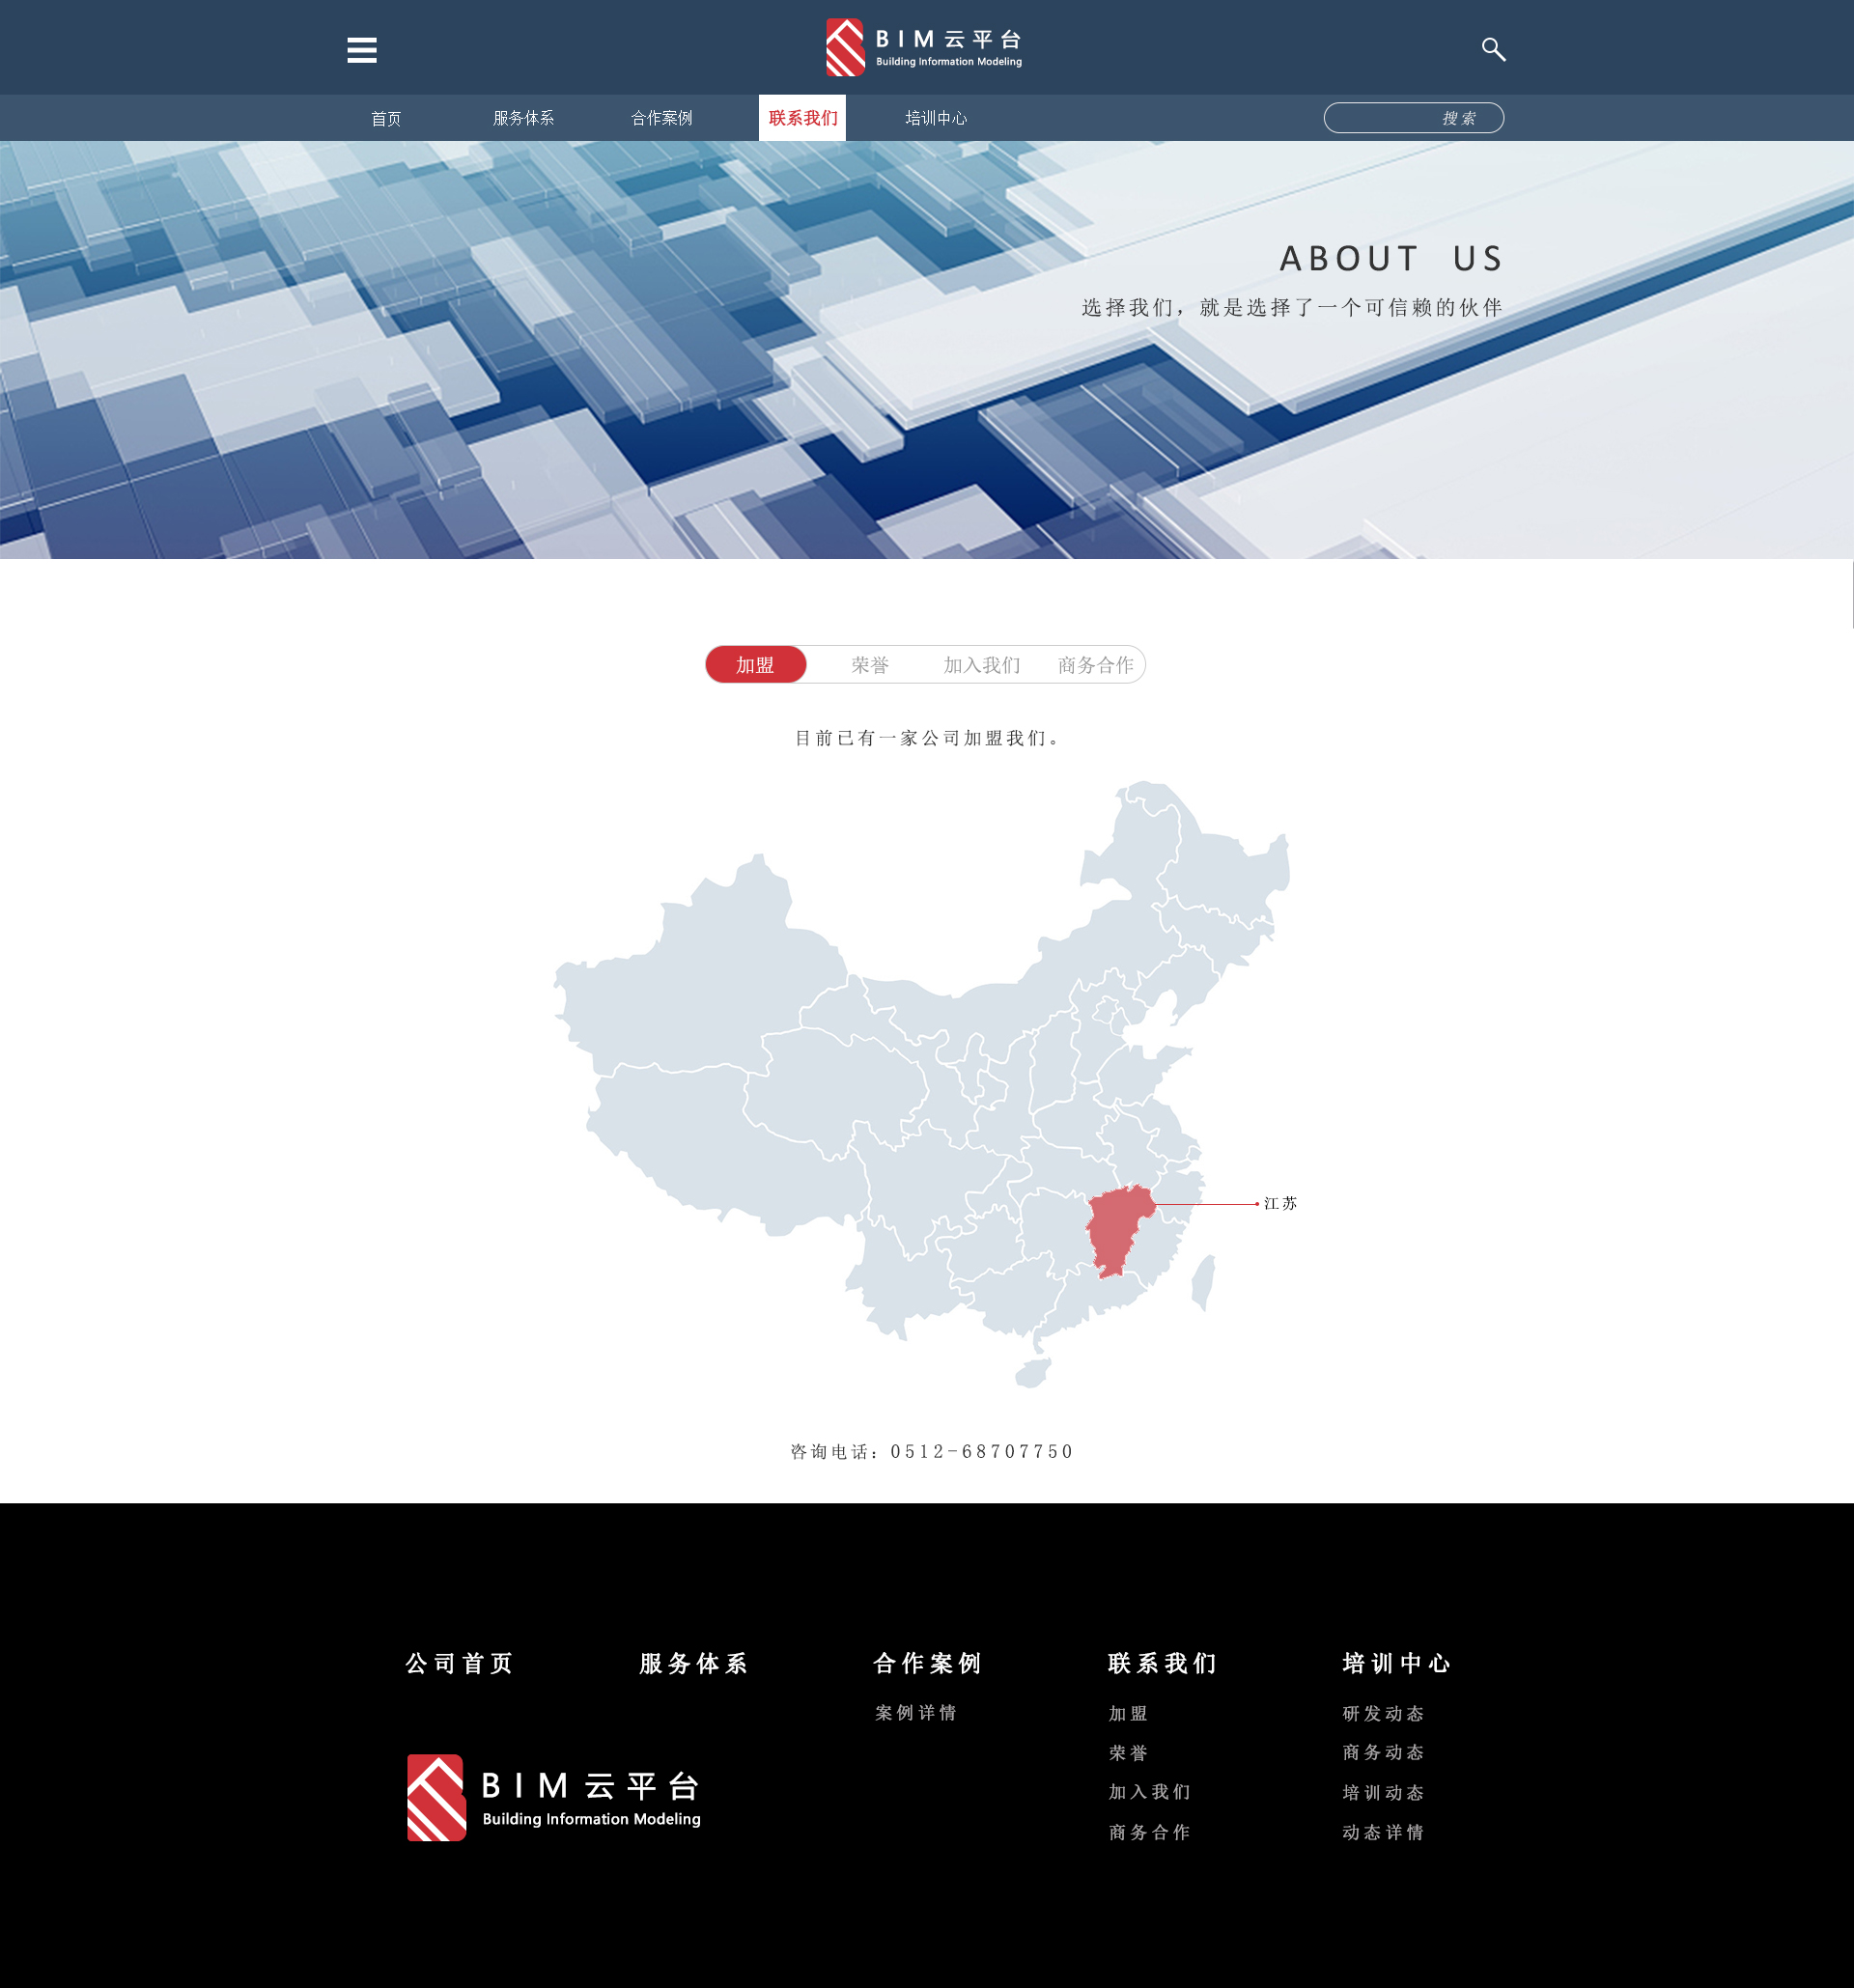 BIM云平台
Building Information Modeling
首页
服务体系
合作案例
联系我们
培训中心
搜索
ABOUT US
选择我们，就是选择了一个可信赖的伙伴
加盟
荣誉
加入我们
商务合作
目前已有一家公司加盟我们。
江苏
咨询电话：0512-68707750
公司首页
服务体系
合作案例
案例详情
联系我们
加盟
荣誉
加入我们
商务合作
培训中心
研发动态
商务动态
培训动态
动态详情
BIM云平台
Building Information Modeling